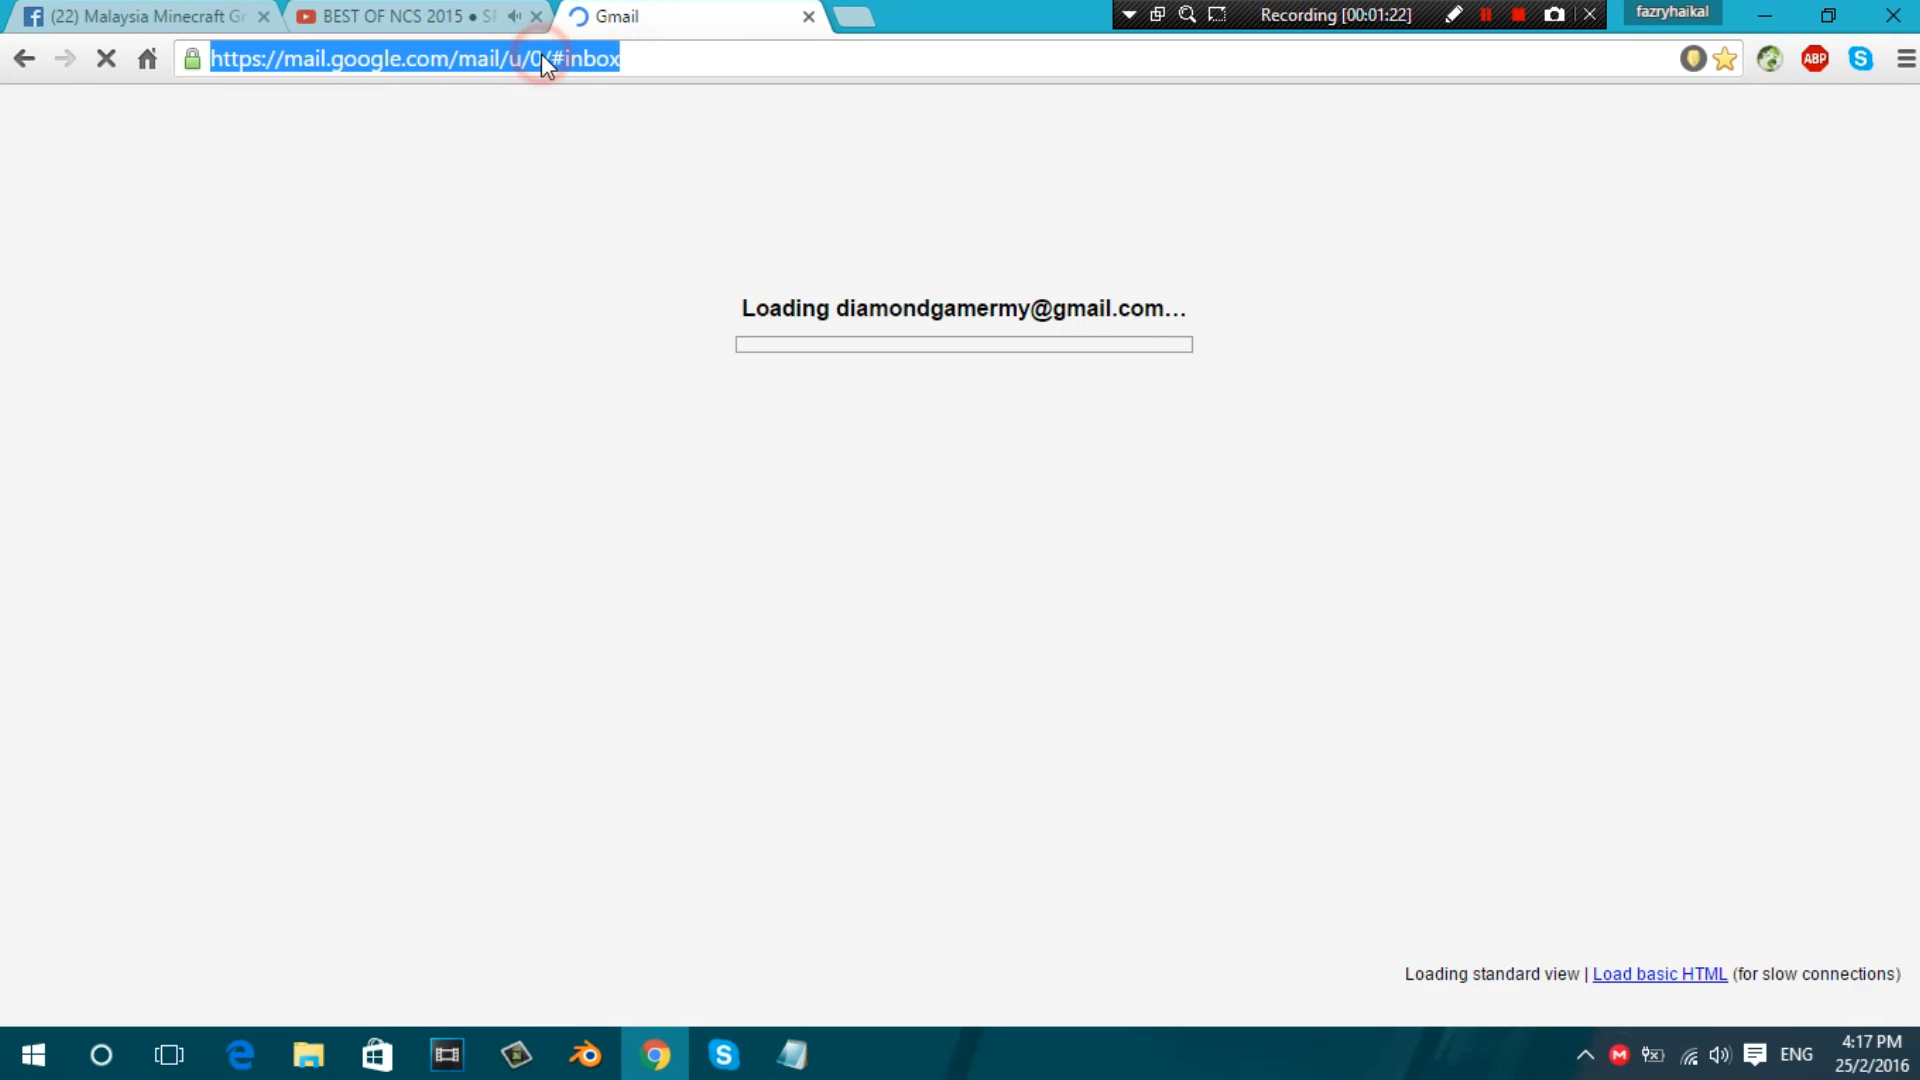 (22) Malaysia Minecraft Gr
BEST OF NCS 2015 ● SF
Gmail
Recording [00:01:22]
fazryhaikal
https://mail.google.com/mail/u/0/#inbox
ABP
Loading diamondgamermy@gmail.com…
Loading standard view | Load basic HTML (for slow connections)
ENG
4:17 PM
25/2/2016